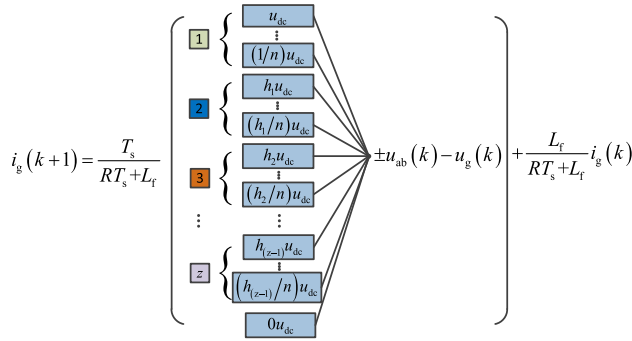 u_dc
⋮
1
(1/n)u_dc
h_1u_dc
⋮
2
(h_1/n)u_dc
i_g(k+1)=T_s/(RT_s+L_f)
h_2u_dc
⋮
3
(h_2/n)u_dc
±u_ab(k)−u_g(k)
+L_f/(RT_s+L_f)i_g(k)
⋮ ⋮
h_(z−1)u_dc
⋮
z
(h_(z−1)/n)u_dc
0u_dc